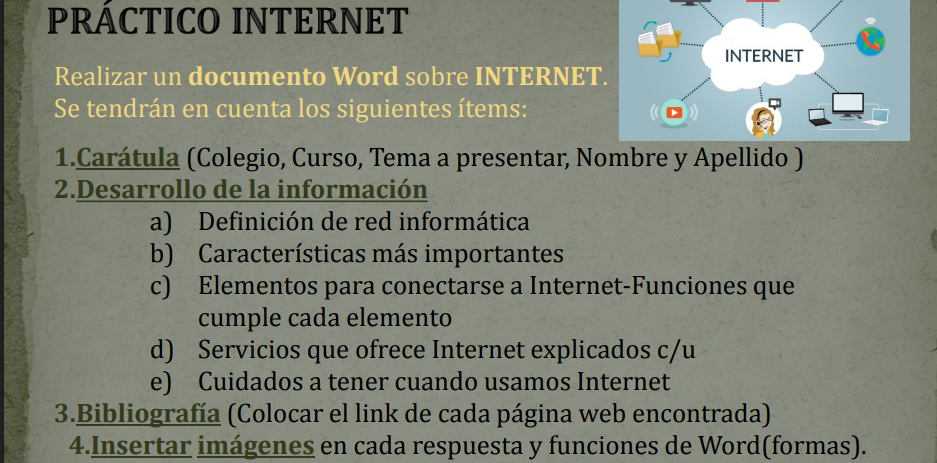 PRÁCTICO INTERNET
INTERNET
Realizar un documento Word sobre INTERNET.
Se tendrán en cuenta los siguientes ítems:
1.Carátula (Colegio, Curso, Tema a presentar, Nombre y Apellido )
2.Desarrollo de la información
a) Definición de red informática
b) Características más importantes
c) Elementos para conectarse a Internet-Funciones que
cumple cada elemento
d) Servicios que ofrece Internet explicados c/u
e) Cuidados a tener cuando usamos Internet
3.Bibliografía (Colocar el link de cada página web encontrada)
4.Insertar imágenes en cada respuesta y funciones de Word(formas).